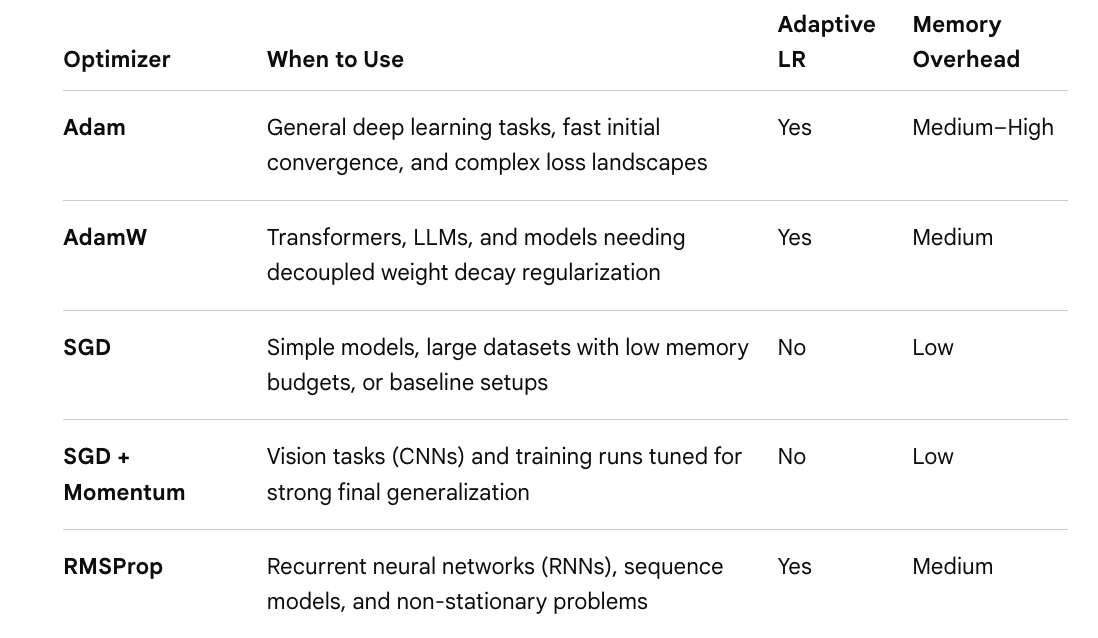 Optimizer When to Use Adaptive LR Memory Overhead
Adam General deep learning tasks, fast initial Yes Medium–High
convergence, and complex loss landscapes
AdamW Transformers, LLMs, and models needing Yes Medium
decoupled weight decay regularization
SGD Simple models, large datasets with low memory No Low
budgets, or baseline setups
SGD + Vision tasks (CNNs) and training runs tuned for No Low
Momentum strong final generalization
RMSProp Recurrent neural networks (RNNs), sequence Yes Medium
models, and non-stationary problems